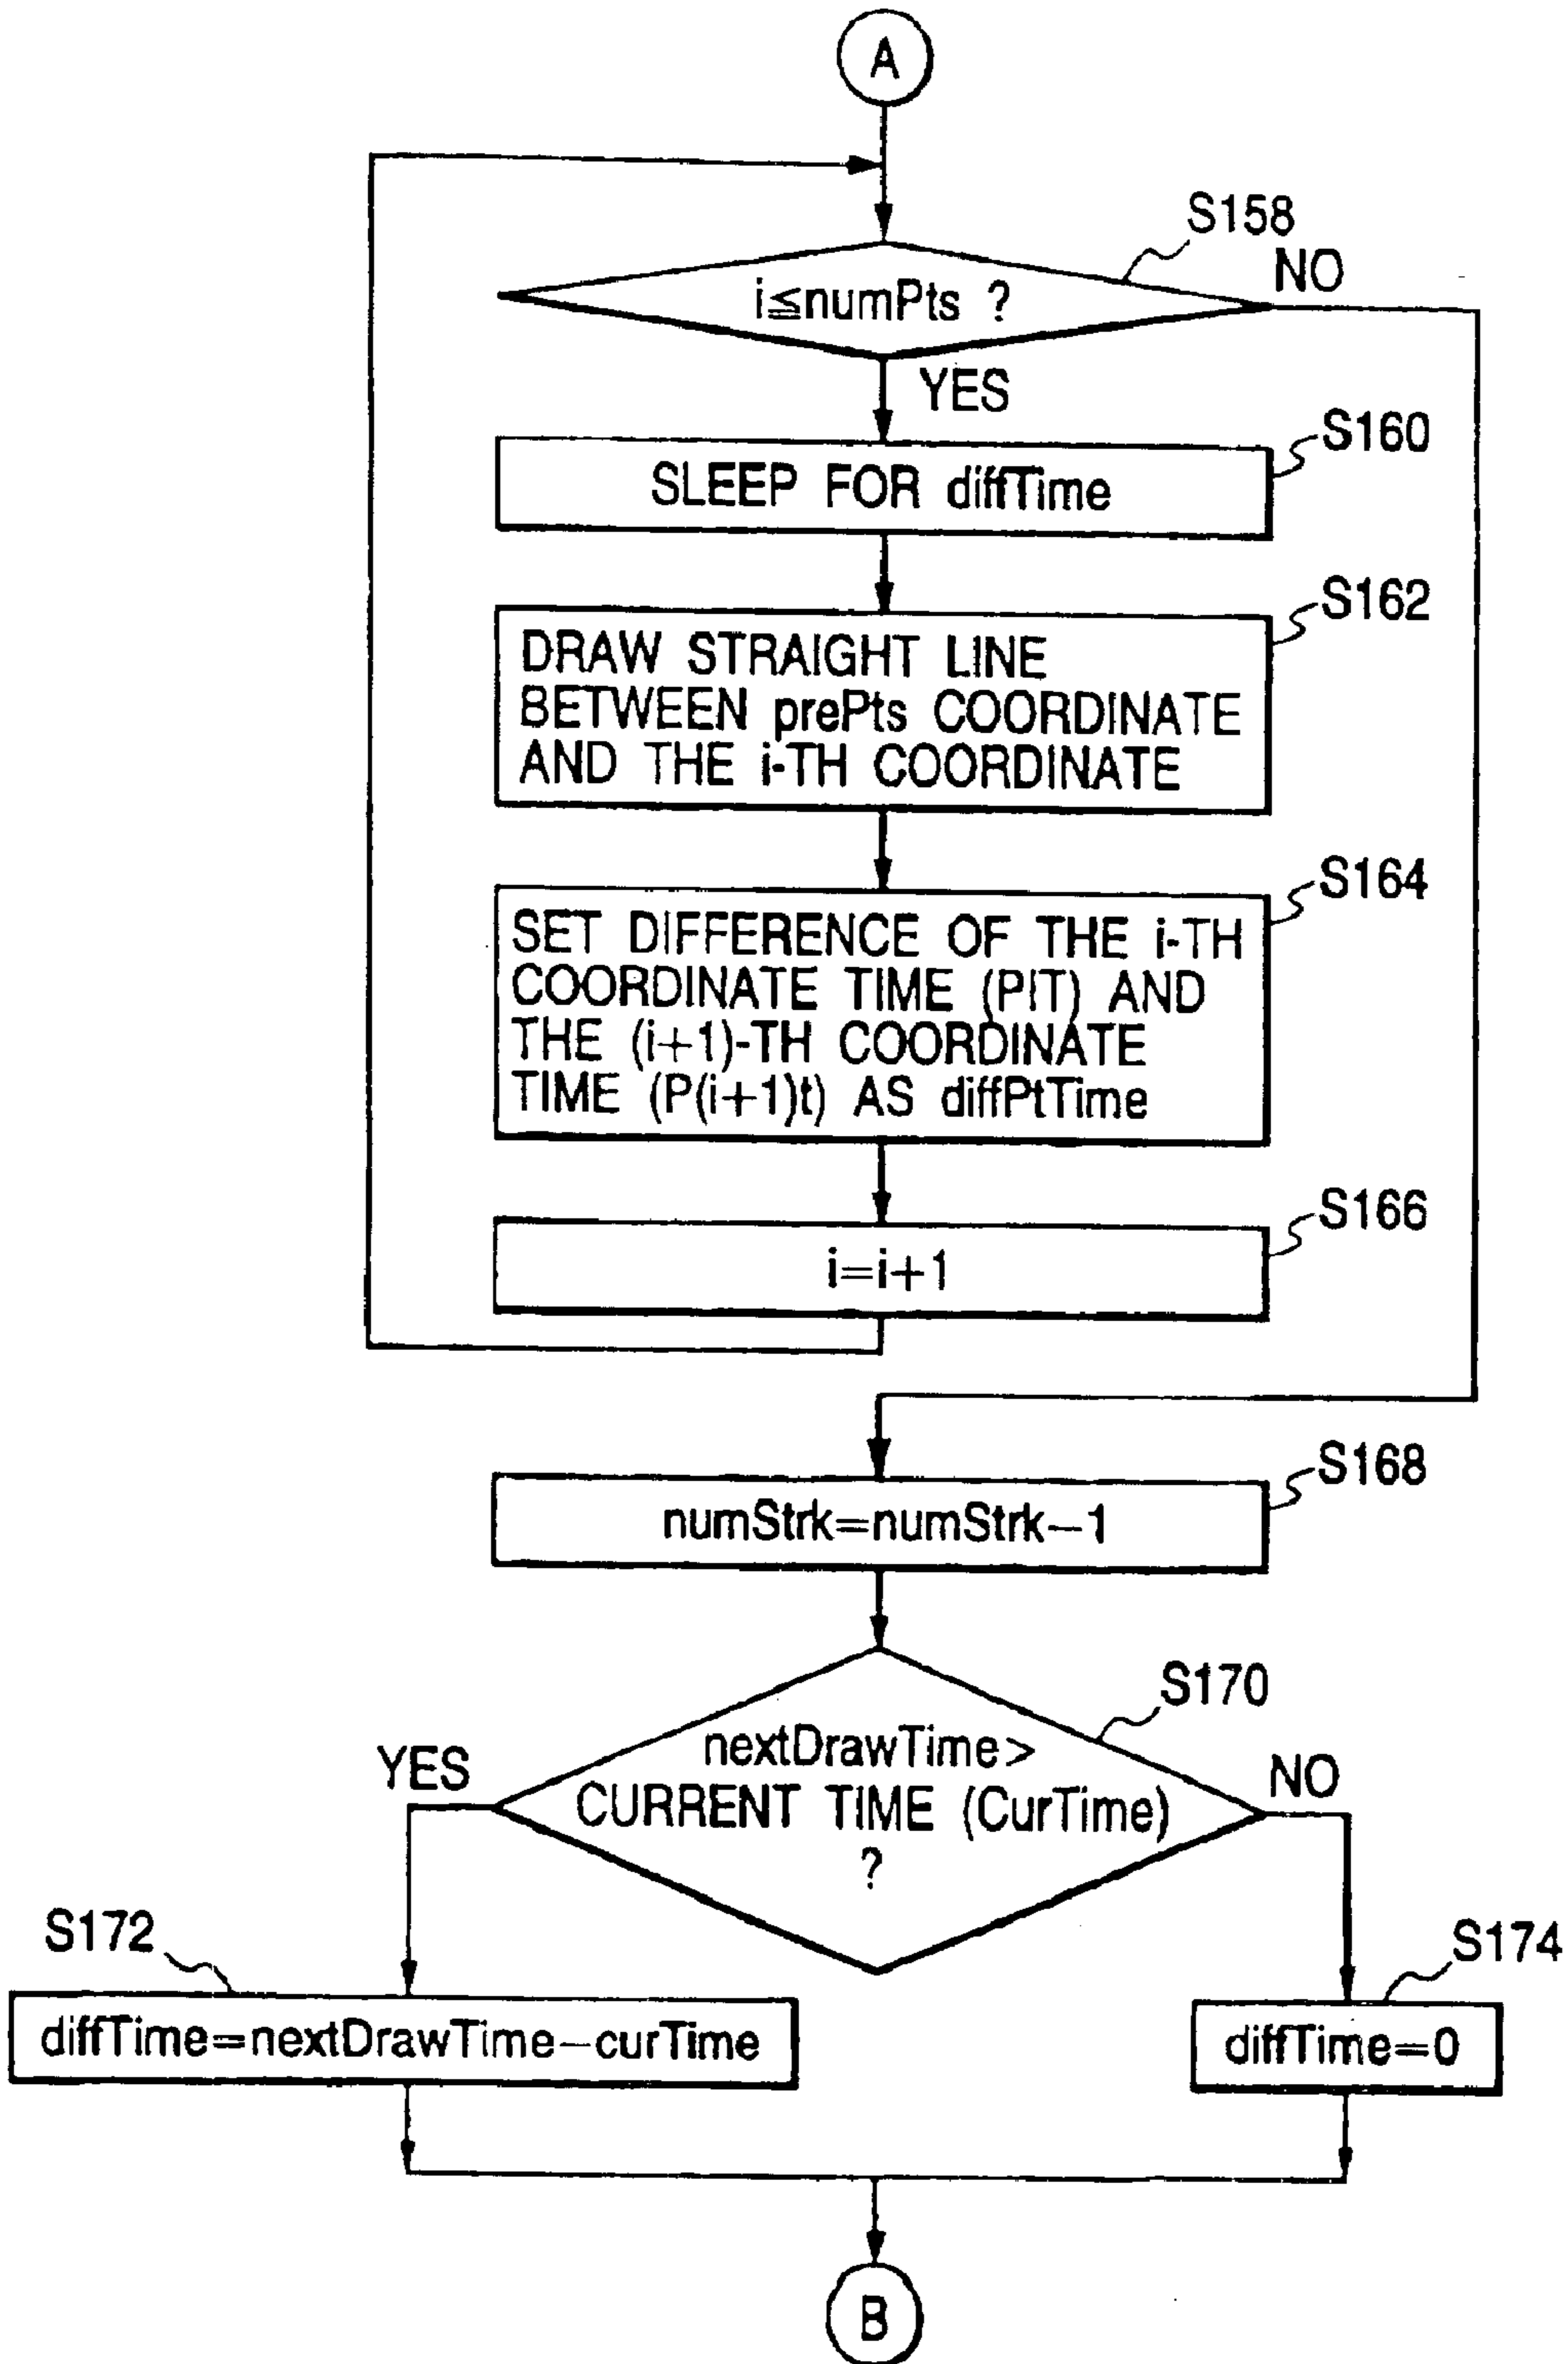 A
S158
i≦numPts ?
NO
YES
S160
SLEEP FOR diffTime
S162
DRAW STRAIGHT LINE
BETWEEN prePts COORDINATE
AND THE i-TH COORDINATE
S164
SET DIFFERENCE OF THE i-TH
COORDINATE TIME (PIT) AND
THE (i+1)-TH COORDINATE
TIME (P(i+1)t) AS diffPtTime
S166
i=i+1
S168
numStrk=numStrk−1
S170
nextDrawTime>
CURRENT TIME (CurTime)
?
YES
NO
S172
diffTime=nextDrawTime−curTime
S174
diffTime=0
B